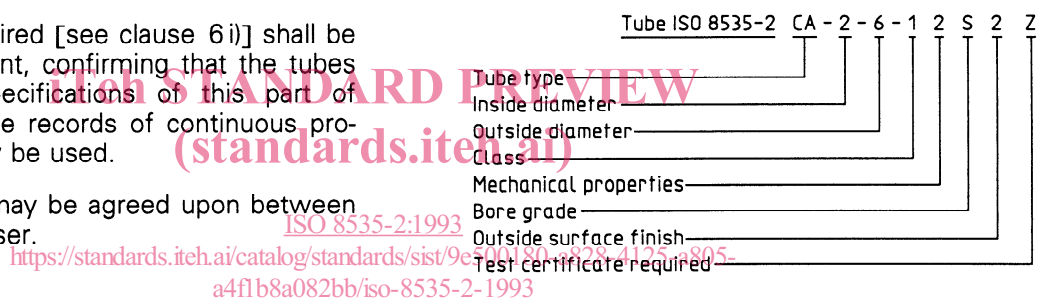 ired [see clause 6 i)] shall be
nt, confirming that the tubes
ecifications of this part of
e records of continuous pro-
y be used.
nay be agreed upon between
ser.
Tube ISO 8535-2 CA - 2 - 6 - 1 2 S 2 Z
Tube type
Inside diameter
Outside diameter
Class
Mechanical properties
Bore grade
Outside surface finish
Test certificate required
iTeh STANDARD PREVIEW
(standards.iteh.ai)
ISO 8535-2:1993
https://standards.iteh.ai/catalog/standards/sist/9e500180-a828-4125-a805-
a4f1b8a082bb/iso-8535-2-1993